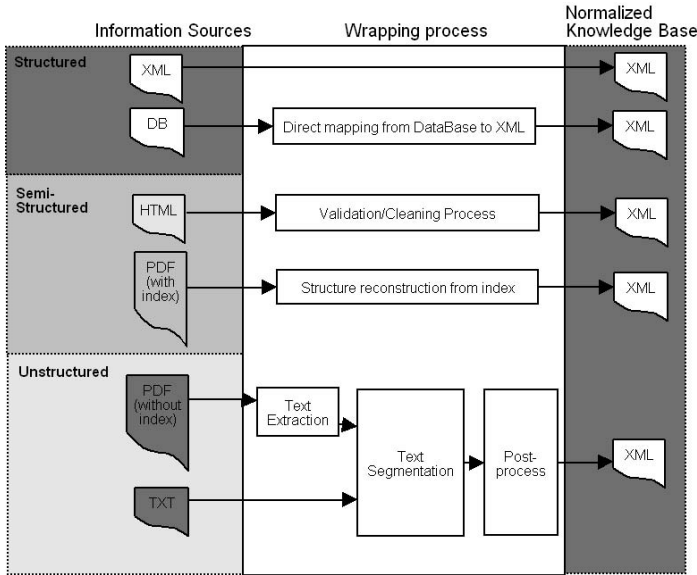 Information Sources
Wrapping process
Normalized
Knowledge Base
Structured
XML
XML
DB
Direct mapping from DataBase to XML
XML
Semi-
Structured
HTML
Validation/Cleaning Process
XML
PDF
(with
index)
Structure reconstruction from index
XML
Unstructured
PDF
(without
index)
Text
Extraction
Text
Segmentation
Post-
process
XML
TXT